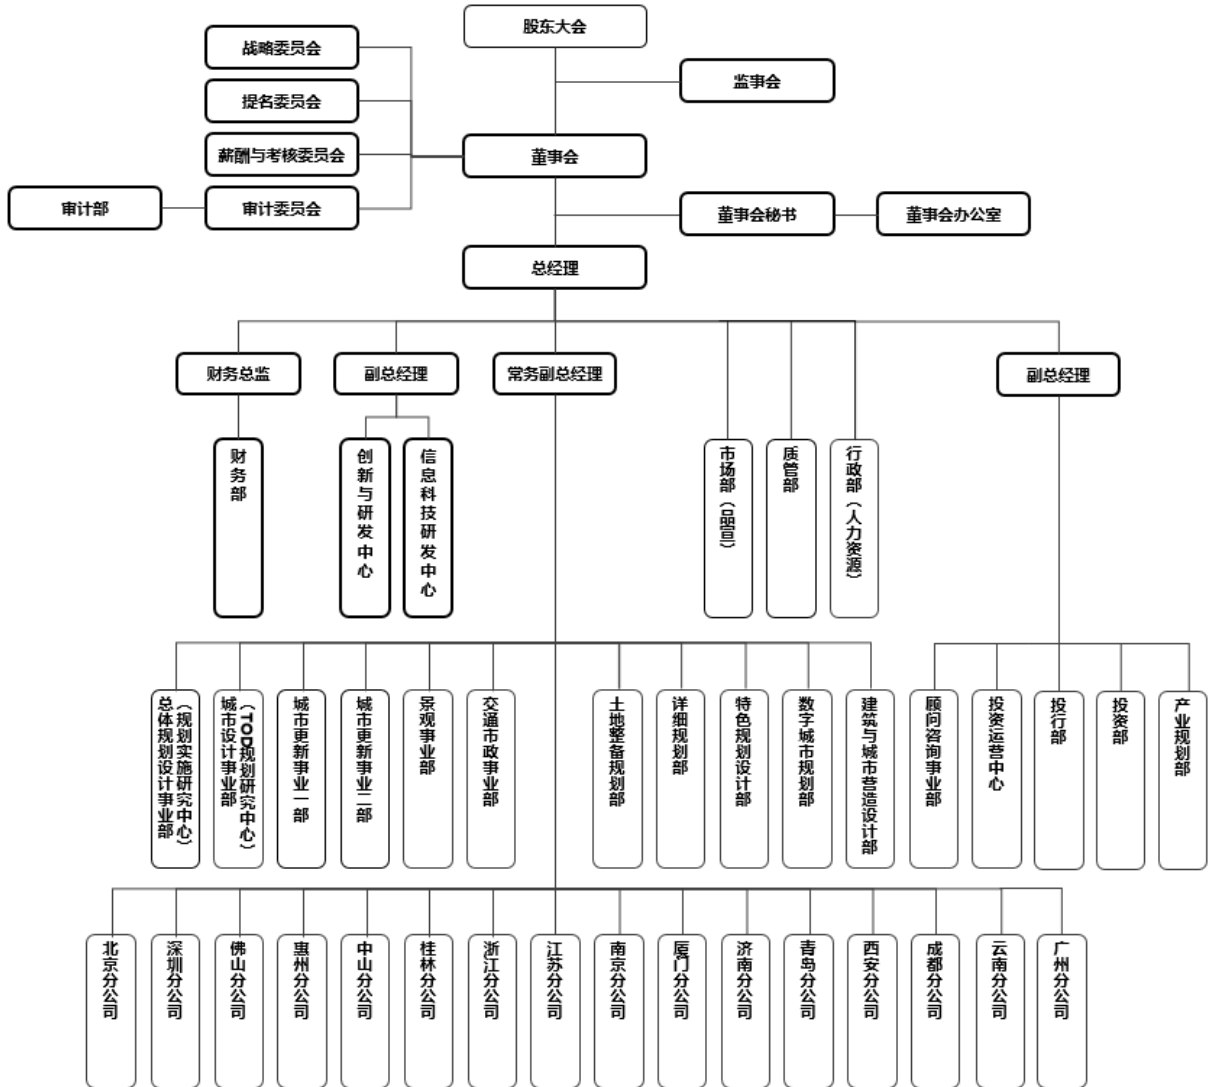 股东大会
战略委员会
监事会
提名委员会
薪酬与考核委员会
董事会
审计部
审计委员会
董事会秘书
董事会办公室
总经理
财务总监
副总经理
常务副总经理
副总经理
财务部
创新与研发中心
信息科技研发中心
市场部（品宣）
质管部
行政部（人力资源）
总体规划设计事业部
（规划实施研究中心）
城市设计事业部
（TOD规划研究中心）
城市更新事业一部
城市更新事业二部
景观事业部
交通市政事业部
土地整备规划部
详细规划部
特色规划设计部
数字城市规划部
建筑与城市营造设计部
顾问咨询事业部
投资运营中心
投行部
投资部
产业规划部
北京分公司
深圳分公司
佛山分公司
惠州分公司
中山分公司
桂林分公司
浙江分公司
江苏分公司
南京分公司
厦门分公司
济南分公司
青岛分公司
西安分公司
成都分公司
云南分公司
广州分公司